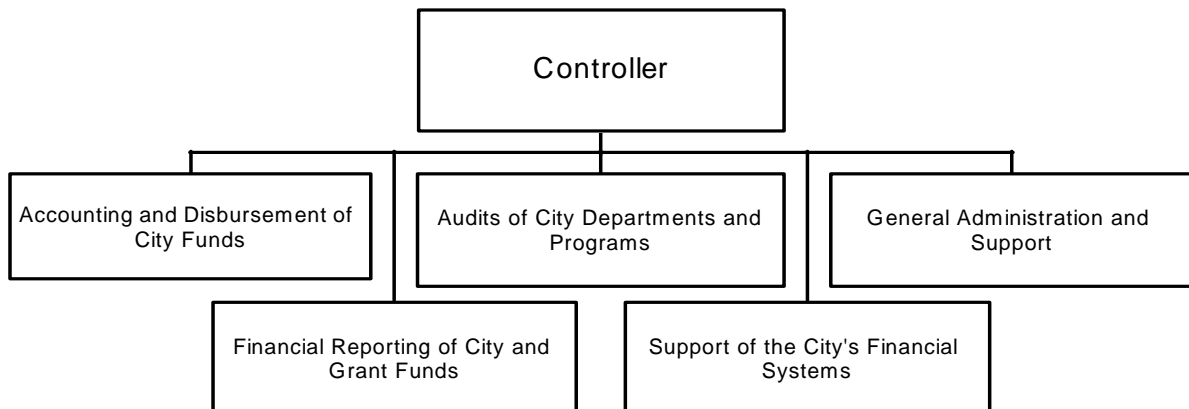 Controller
Accounting and Disbursement of
City Funds
Audits of City Departments and
Programs
General Administration and
Support
Financial Reporting of City and
Grant Funds
Support of the City's Financial
Systems